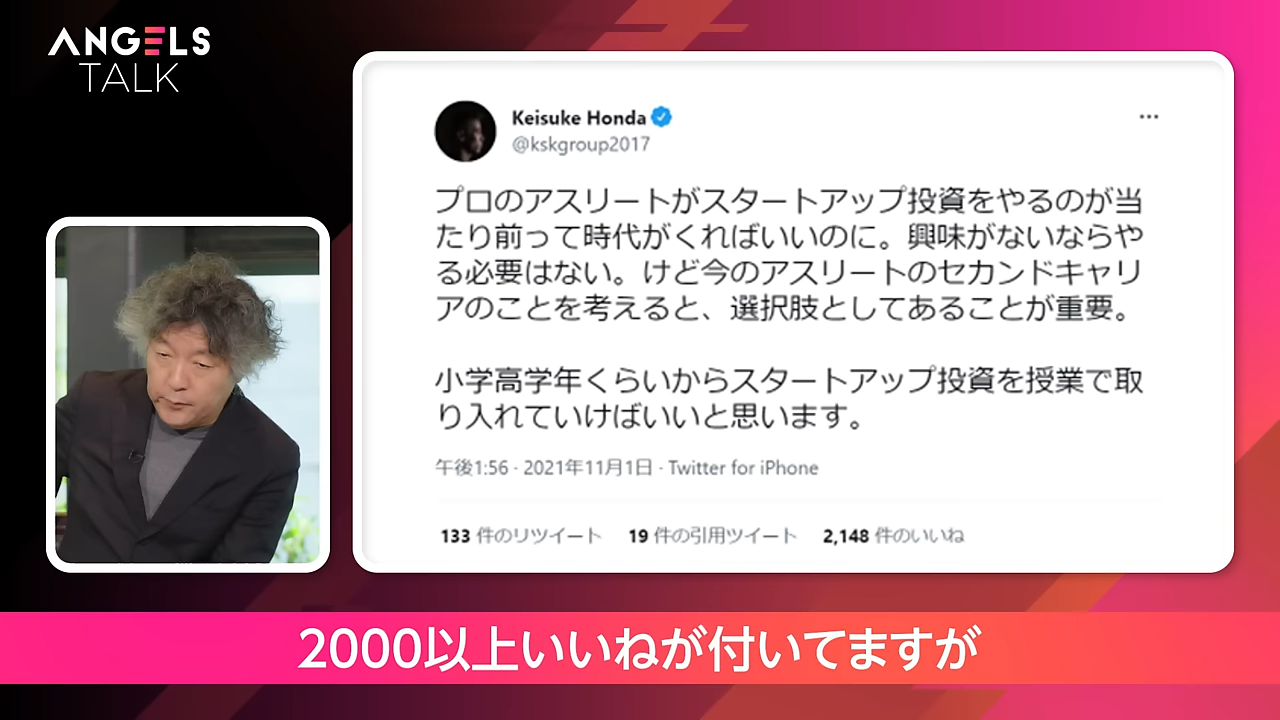 ANGELS
TALK
Keisuke Honda
@kskgroup2017
プロのアスリートがスタートアップ投資をやるのが当
たり前って時代がくればいいのに。興味がないならや
る必要はない。けど今のアスリートのセカンドキャリ
アのことを考えると、選択肢としてあることが重要。
小学高学年くらいからスタートアップ投資を授業で取
り入れていけばいいと思います。
午後1:56 · 2021年11月1日 · Twitter for iPhone
133 件のリツイート 19 件の引用ツイート 2,148 件のいいね
2000以上いいねが付いてますが